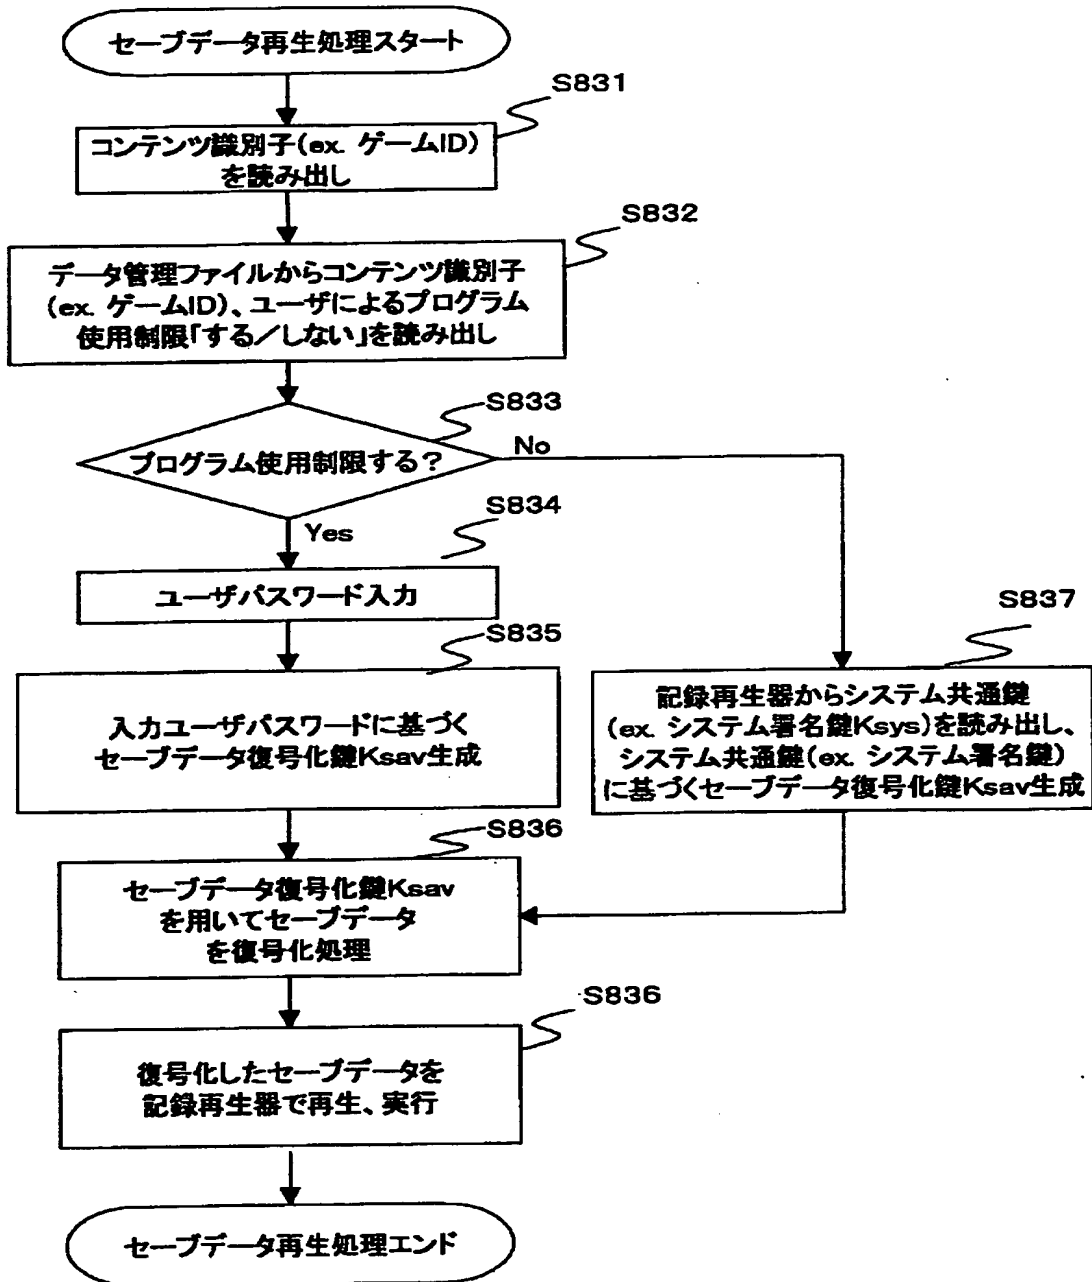 セーブデータ再生処理スタート
S831
コンテンツ識別子(ex. ゲームID)
を読み出し
S832
データ管理ファイルからコンテンツ識別子
(ex. ゲームID)、ユーザによるプログラム
使用制限「する/しない」を読み出し
S833
プログラム使用制限する?
No
Yes
S834
ユーザパスワード入力
S835
入力ユーザパスワードに基づく
セーブデータ復号化鍵Ksav生成
S837
記録再生器からシステム共通鍵
(ex. システム署名鍵Ksys)を読み出し、
システム共通鍵(ex. システム署名鍵)
に基づくセーブデータ復号化鍵Ksav生成
S836
セーブデータ復号化鍵Ksav
を用いてセーブデータ
を復号化処理
S836
復号化したセーブデータを
記録再生器で再生、実行
セーブデータ再生処理エンド